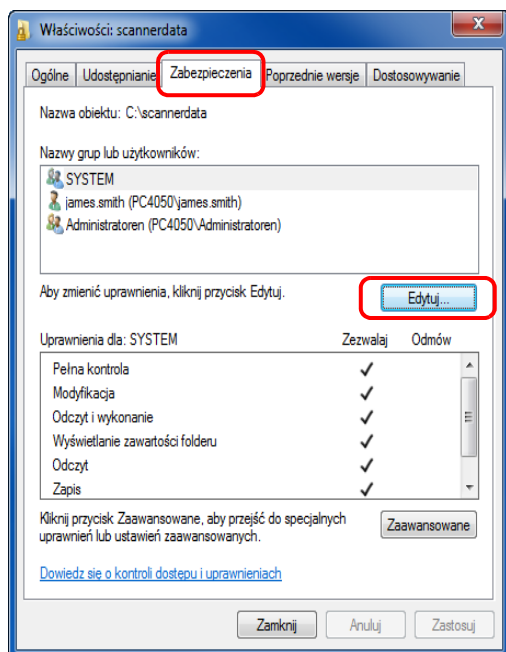 Właściwości: scannerdata
Ogólne Udostępnianie Zabezpieczenia Poprzednie wersje Dostosowywanie
Nazwa obiektu: C:\scannerdata
Nazwy grup lub użytkowników:
SYSTEM
james.smith (PC4050\james.smith)
Administratoren (PC4050\Administratoren)
Aby zmienić uprawnienia, kliknij przycisk Edytuj.
Edytuj...
Uprawnienia dla: SYSTEM Zezwalaj Odmów
Pełna kontrola
Modyfikacja
Odczyt i wykonanie
Wyświetlanie zawartości folderu
Odczyt
Zapis
Kliknij przycisk Zaawansowane, aby przejść do specjalnych
uprawnień lub ustawień zaawansowanych.
Zaawansowane
Dowiedz się o kontroli dostępu i uprawnieniach
Zamknij Anuluj Zastosuj